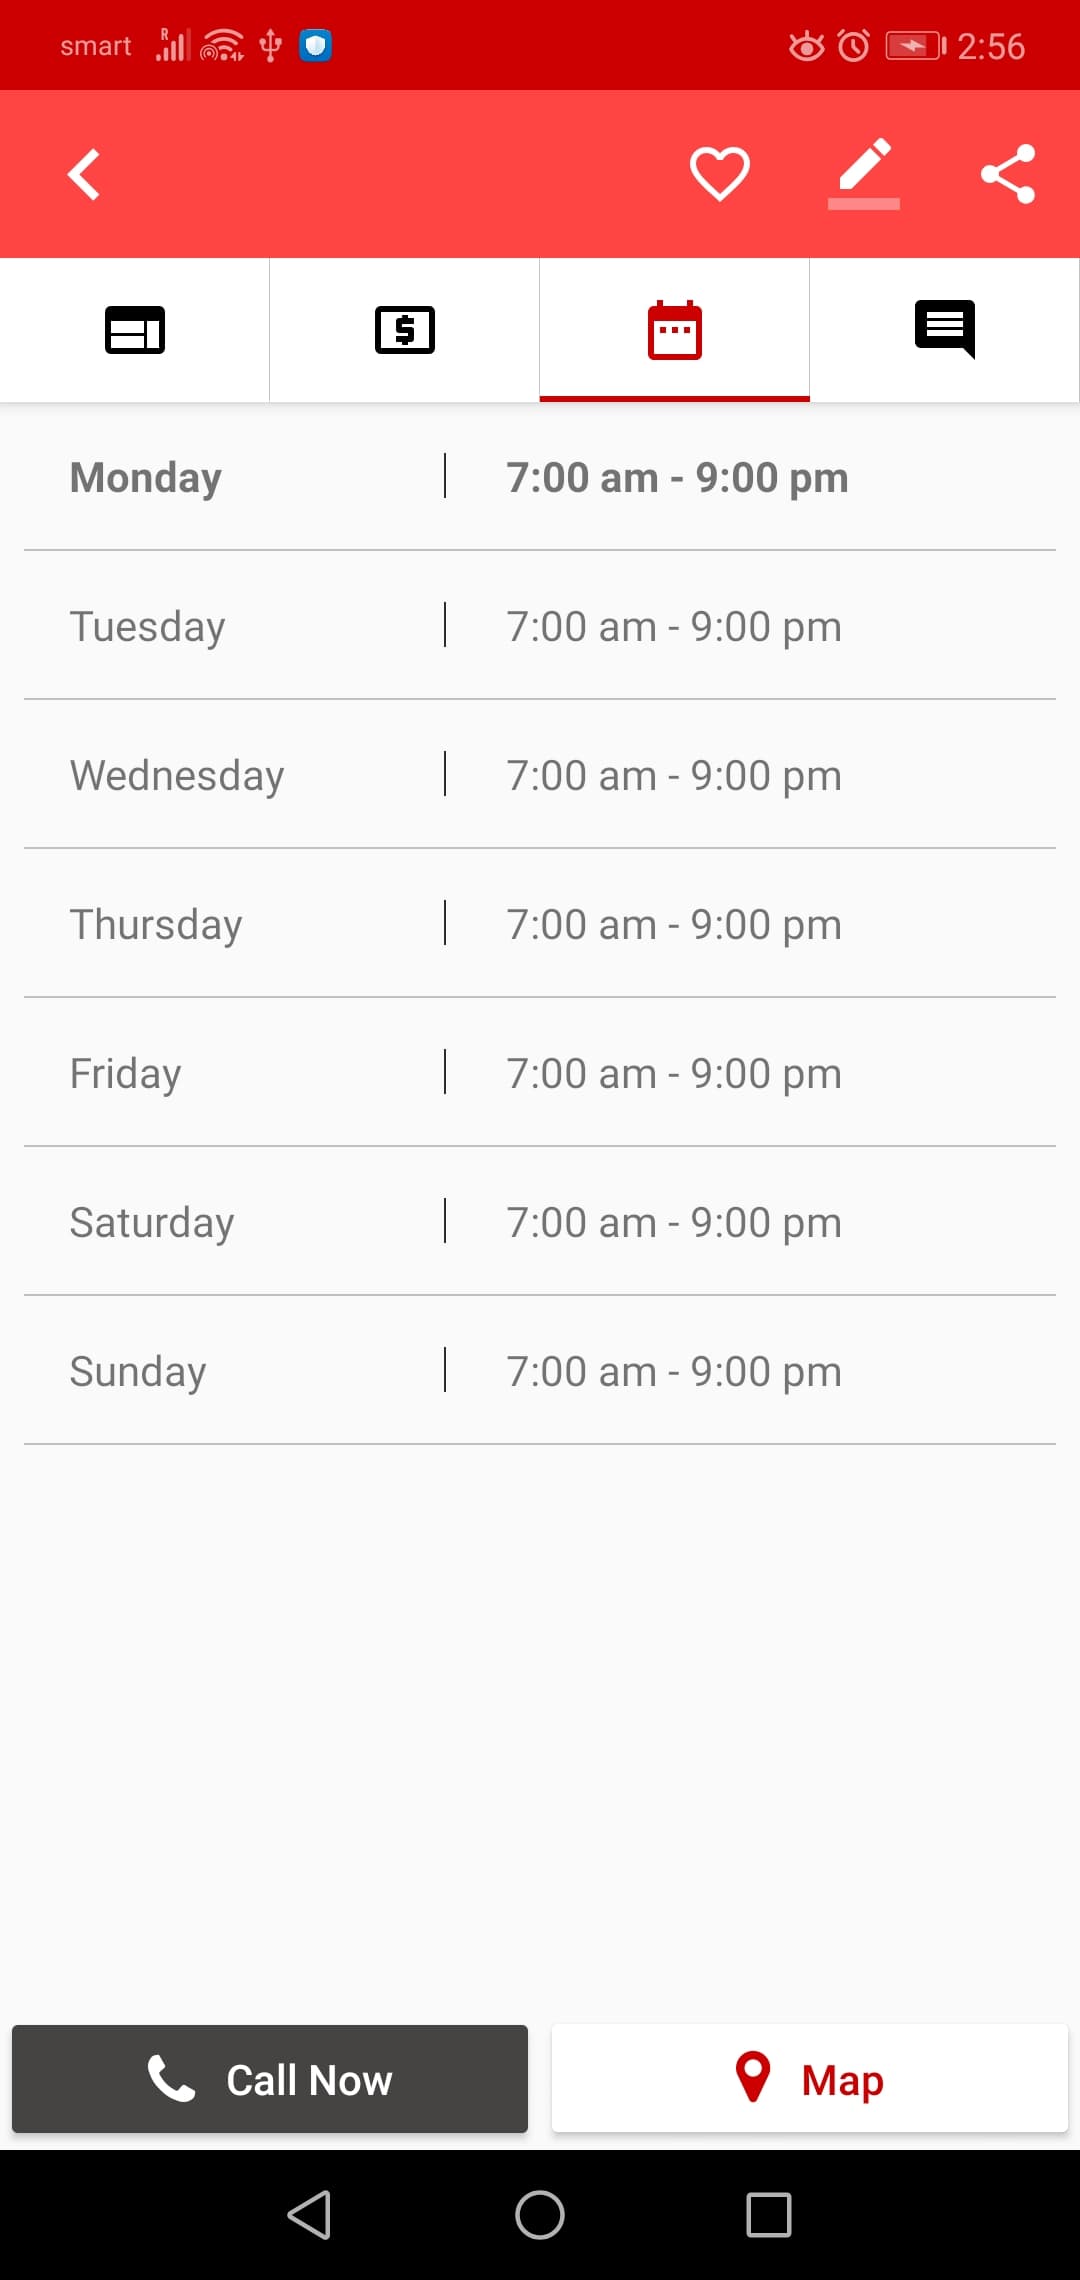 smart R 2:56
Monday 7:00 am - 9:00 pm
Tuesday 7:00 am - 9:00 pm
Wednesday 7:00 am - 9:00 pm
Thursday 7:00 am - 9:00 pm
Friday 7:00 am - 9:00 pm
Saturday 7:00 am - 9:00 pm
Sunday 7:00 am - 9:00 pm
Call Now Map